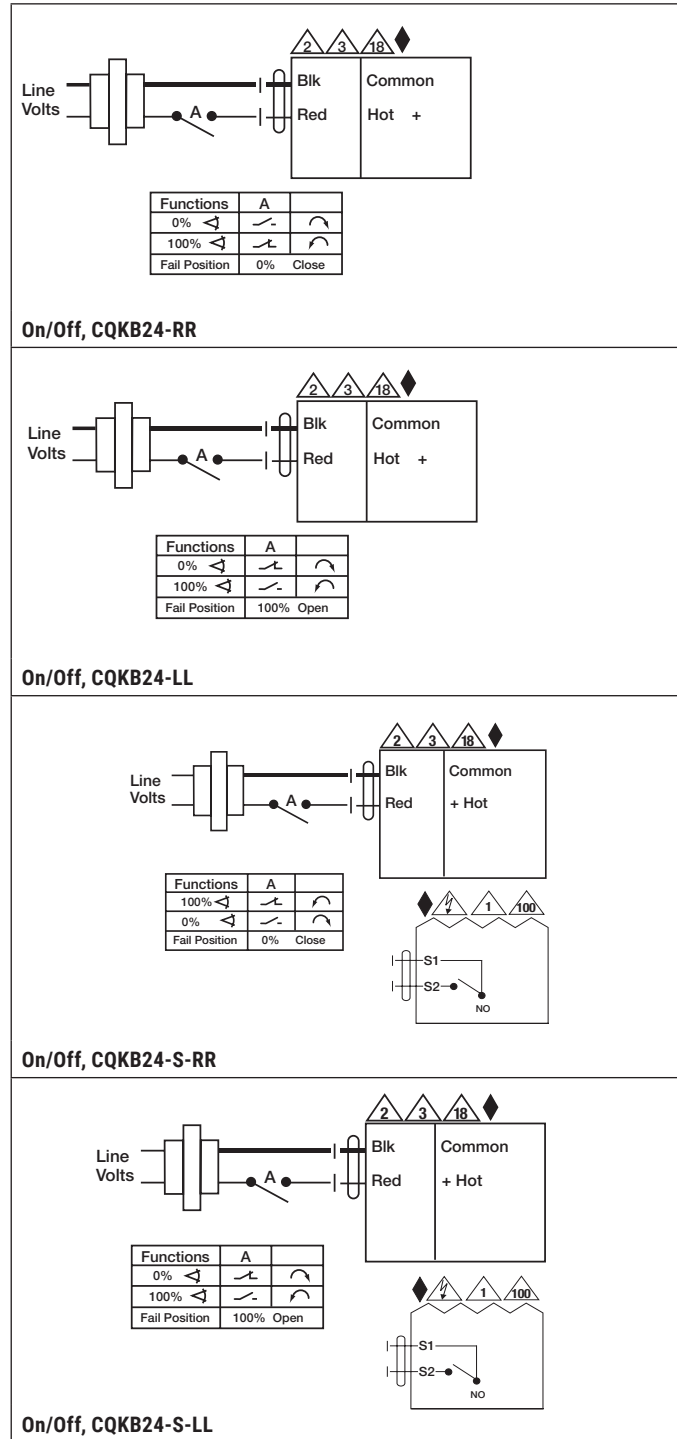 2 3 18
Blk Common
Line
Volts
A
Red Hot +
Functions A
0%
100%
Fail Position 0% Close
On/Off, CQKB24-RR
2 3 18
Blk Common
Line
Volts
A
Red Hot +
Functions A
0%
100%
Fail Position 100% Open
On/Off, CQKB24-LL
2 3 18
Blk Common
Line
Volts
A
Red + Hot
Functions A
100%
0%
Fail Position 0% Close
1 100
S1
S2
NO
On/Off, CQKB24-S-RR
2 3 18
Blk Common
Line
Volts
A
Red + Hot
Functions A
0%
100%
Fail Position 100% Open
1 100
S1
S2
NO
On/Off, CQKB24-S-LL